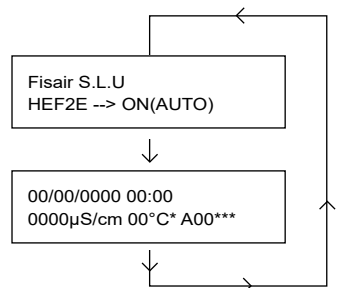 Fisair S.L.U
HEF2E --> ON(AUTO)
00/00/0000 00:00
0000µS/cm 00°C* A00***